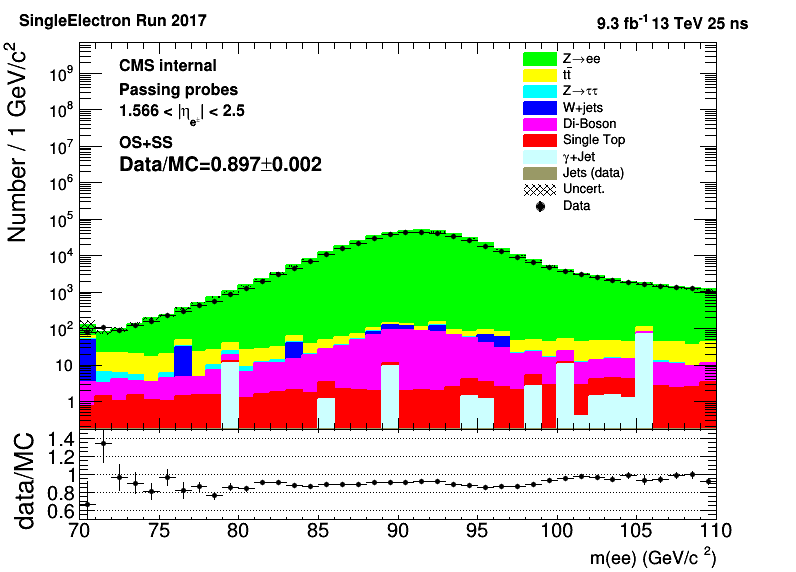 SingleElectron Run 2017
9.3 fb⁻¹ 13 TeV 25 ns
Number / 1 GeV/c²
10⁹
10⁸
10⁷
10⁶
10⁵
10⁴
10³
10²
10
1
CMS internal
Passing probes
1.566 < |η_e±| < 2.5
OS+SS
Data/MC=0.897±0.002
Z→ee
tt̄
Z→ττ
W+jets
Di-Boson
Single Top
γ+Jet
Jets (data)
Uncert.
Data
data/MC
1.4
1.2
1
0.8
0.6
70 75 80 85 90 95 100 105 110
m(ee) (GeV/c ²)